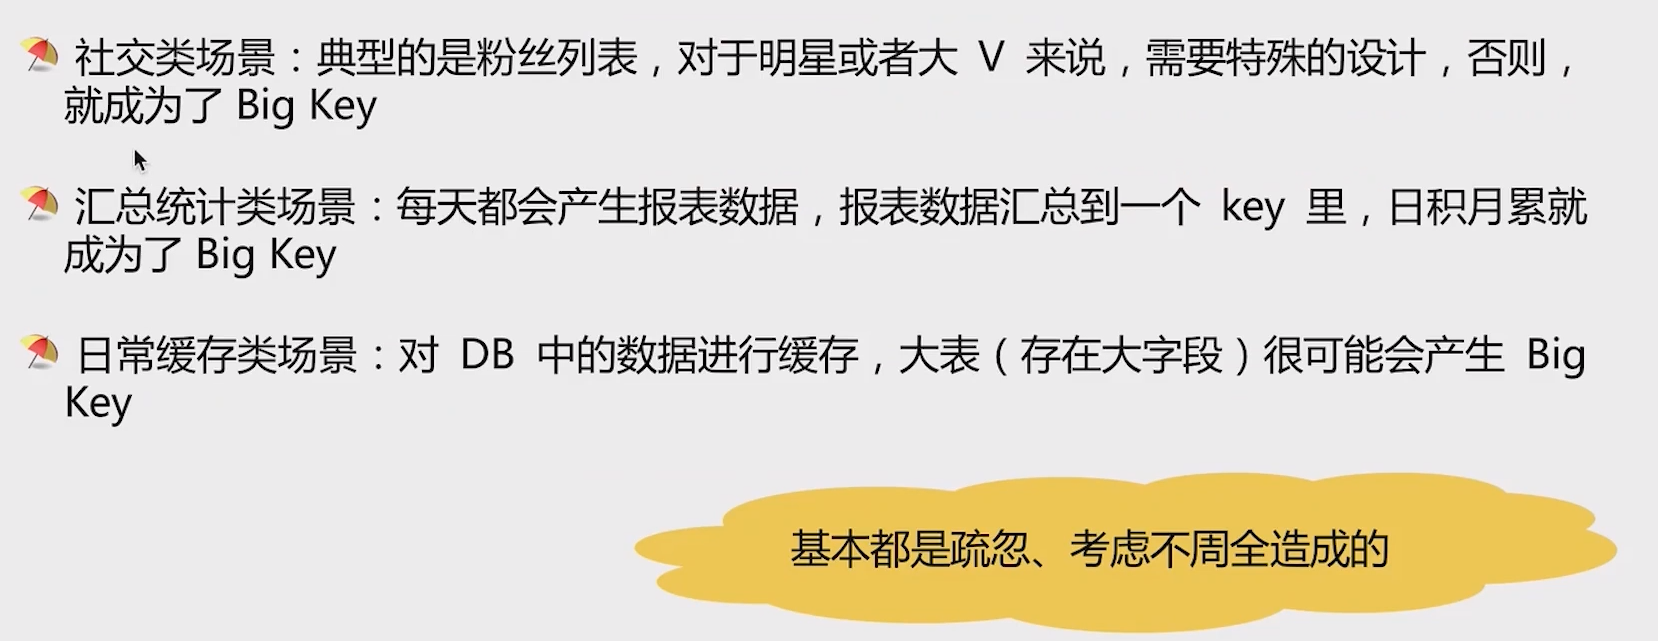 社交类场景：典型的是粉丝列表，对于明星或者大 V 来说，需要特殊的设计，否则，
就成为了 Big Key
汇总统计类场景：每天都会产生报表数据，报表数据汇总到一个 key 里，日积月累就
成为了 Big Key
日常缓存类场景：对 DB 中的数据进行缓存，大表（存在大字段）很可能会产生 Big
Key
基本都是疏忽、考虑不周全造成的